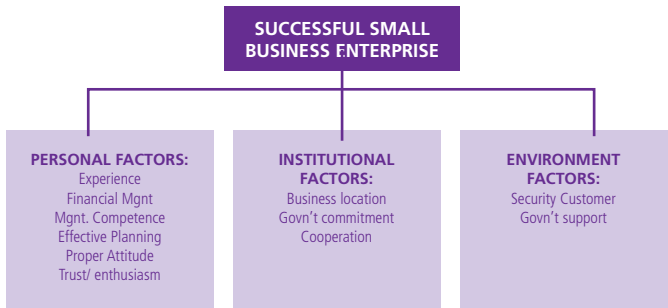 SUCCESSFUL SMALL
BUSINESS ENTERPRISE
PERSONAL FACTORS:
Experience
Financial Mgnt
Mgnt. Competence
Effective Planning
Proper Attitude
Trust/ enthusiasm
INSTITUTIONAL
FACTORS:
Business location
Govn't commitment
Cooperation
ENVIRONMENT
FACTORS:
Security Customer
Govn't support